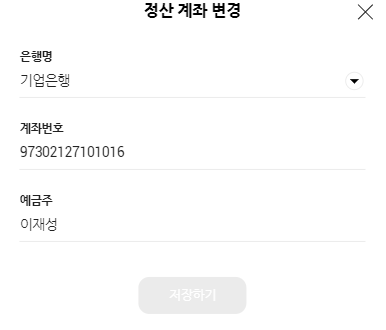 정산 계좌 변경
은행명
기업은행
계좌번호
97302127101016
예금주
이재성
저장하기